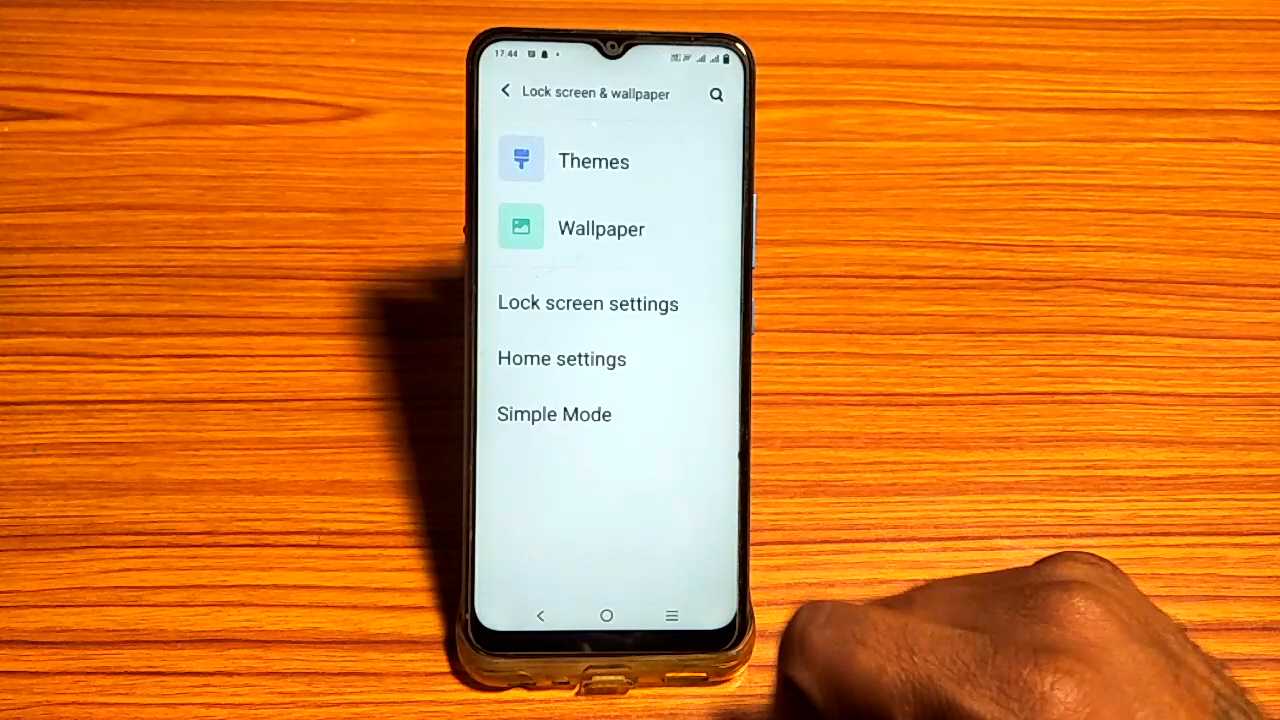 17:44
Lock screen & wallpaper
Themes
Wallpaper
Lock screen settings
Home settings
Simple Mode